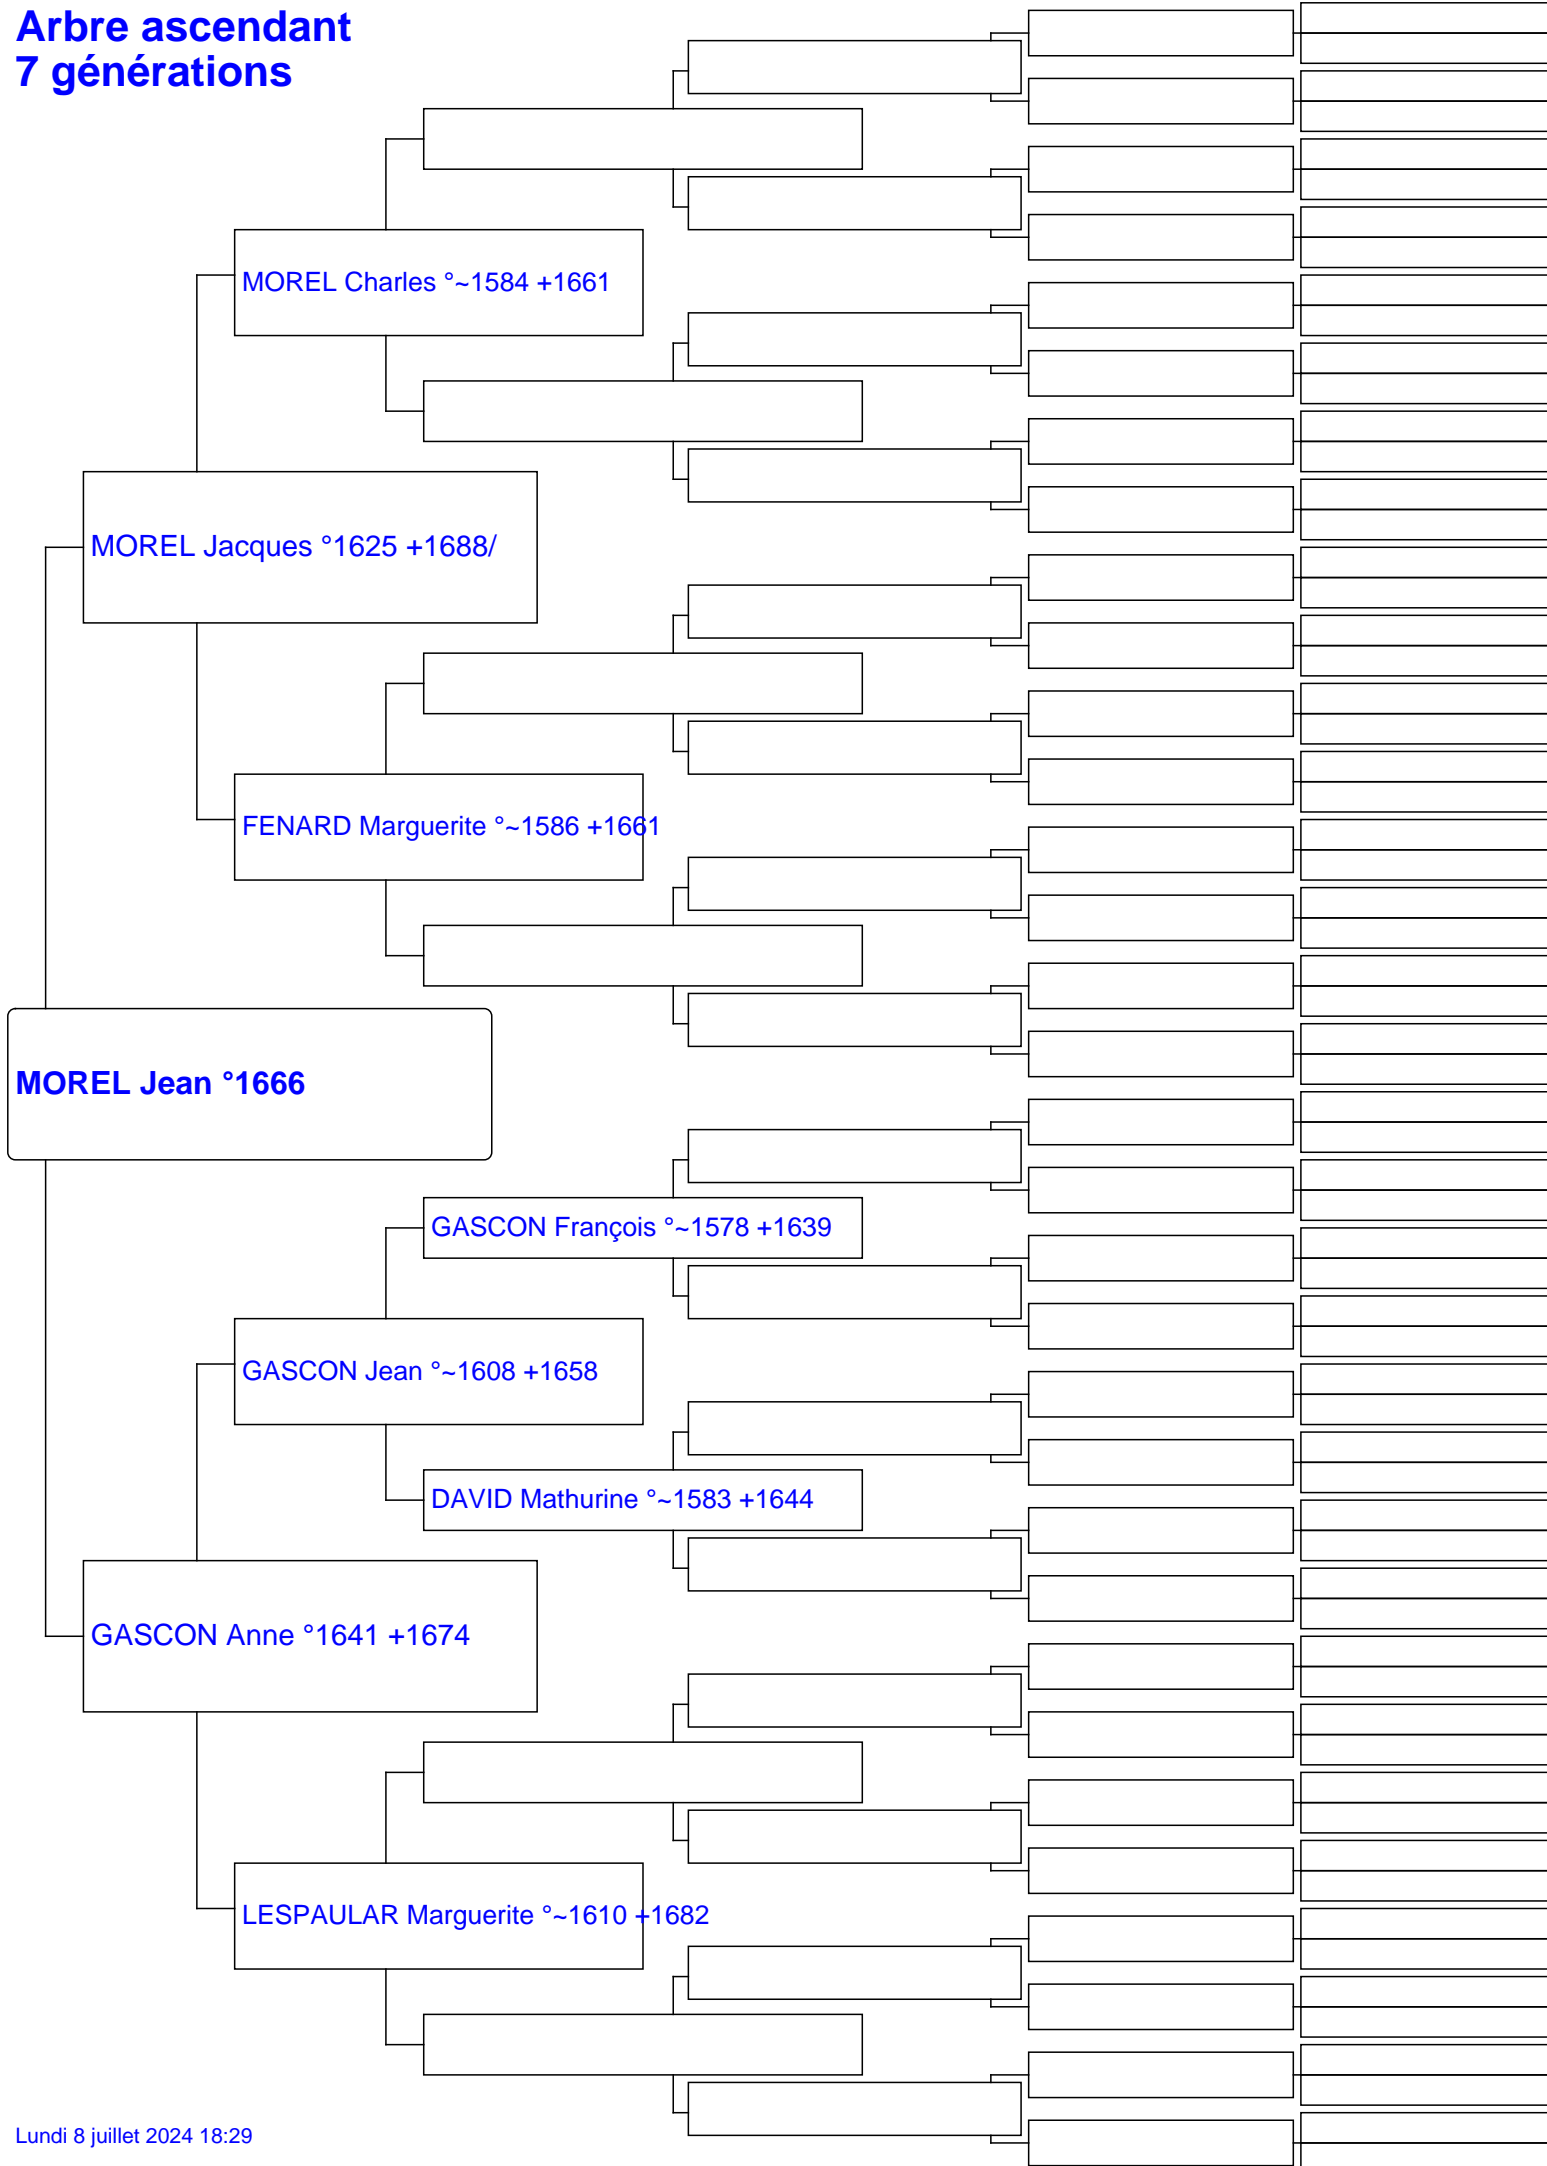 Arbre ascendant
7 générations
MOREL Charles °~1584 +1661
MOREL Jacques °1625 +1688/
FENARD Marguerite °~1586 +1661
MOREL Jean °1666
GASCON François °~1578 +1639
GASCON Jean °~1608 +1658
DAVID Mathurine °~1583 +1644
GASCON Anne °1641 +1674
LESPAULAR Marguerite °~1610 +1682
Lundi 8 juillet 2024 18:29